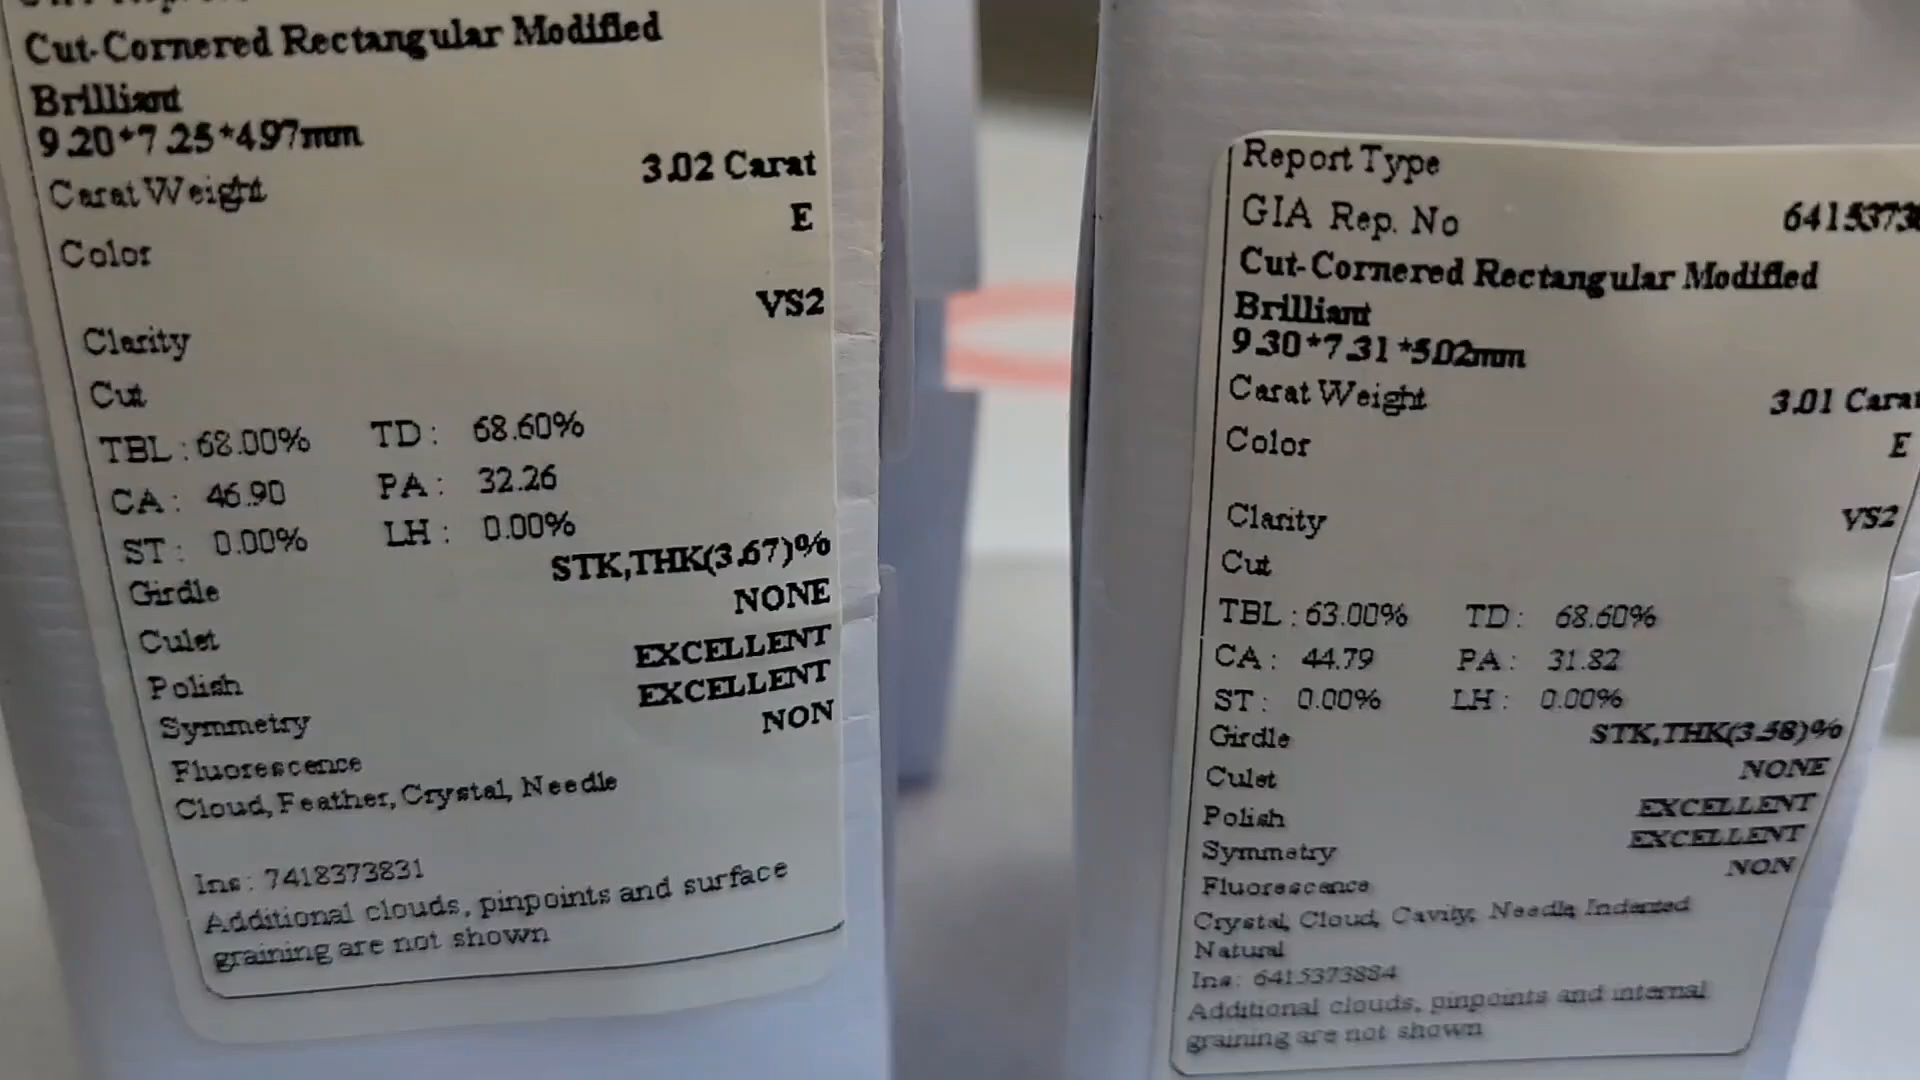 Cut-Cornered Rectangular Modified
Brilliant
9.20*7.25*4.97mm
Carat Weight 3.02 Carat
Color E
Clarity VS2
Cut
TBL : 68.00% TD : 68.60%
CA : 46.90 PA : 32.26
ST : 0.00% LH : 0.00%
Girdle STK,THK(3.67)%
Culet NONE
Polish EXCELLENT
Symmetry EXCELLENT
Fluorescence NON
Cloud, Feather, Crystal, Needle
Ins: 7418373831
Additional clouds, pinpoints and surface
graining are not shown
Report Type
GIA Rep. No
Cut-Cornered Rectangular Modified
Brilliant
9.30*7.31*5.02mm
Carat Weight 3.01 Carat
Color E
Clarity VS2
Cut
TBL : 63.00% TD : 68.60%
CA : 44.79 PA : 31.82
ST : 0.00% LH : 0.00%
Girdle STK,THK(3.58)%
Culet NONE
Polish EXCELLENT
Symmetry EXCELLENT
Fluorescence NON
Crystal, Cloud, Cavity, Needle, Indented
Natural
Ins: 6415373884
Additional clouds, pinpoints and internal
graining are not shown